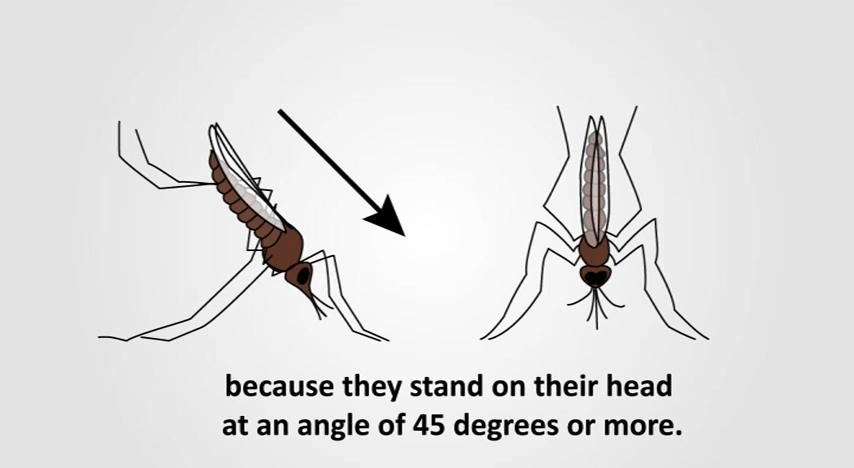 because they stand on their head
at an angle of 45 degrees or more.